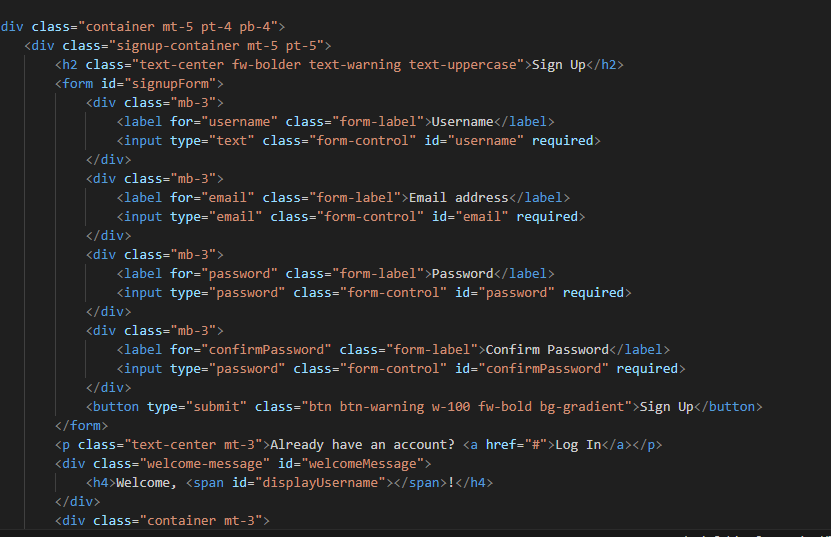 div class="container mt-5 pt-4 pb-4">
<div class="signup-container mt-5 pt-5">
<h2 class="text-center fw-bolder text-warning text-uppercase">Sign Up</h2>
<form id="signupForm">
<div class="mb-3">
<label for="username" class="form-label">Username</label>
<input type="text" class="form-control" id="username" required>
</div>
<div class="mb-3">
<label for="email" class="form-label">Email address</label>
<input type="email" class="form-control" id="email" required>
</div>
<div class="mb-3">
<label for="password" class="form-label">Password</label>
<input type="password" class="form-control" id="password" required>
</div>
<div class="mb-3">
<label for="confirmPassword" class="form-label">Confirm Password</label>
<input type="password" class="form-control" id="confirmPassword" required>
</div>
<button type="submit" class="btn btn-warning w-100 fw-bold bg-gradient">Sign Up</button>
</form>
<p class="text-center mt-3">Already have an account? <a href="#">Log In</a></p>
<div class="welcome-message" id="welcomeMessage">
<h4>Welcome, <span id="displayUsername"></span>!</h4>
</div>
<div class="container mt-3">